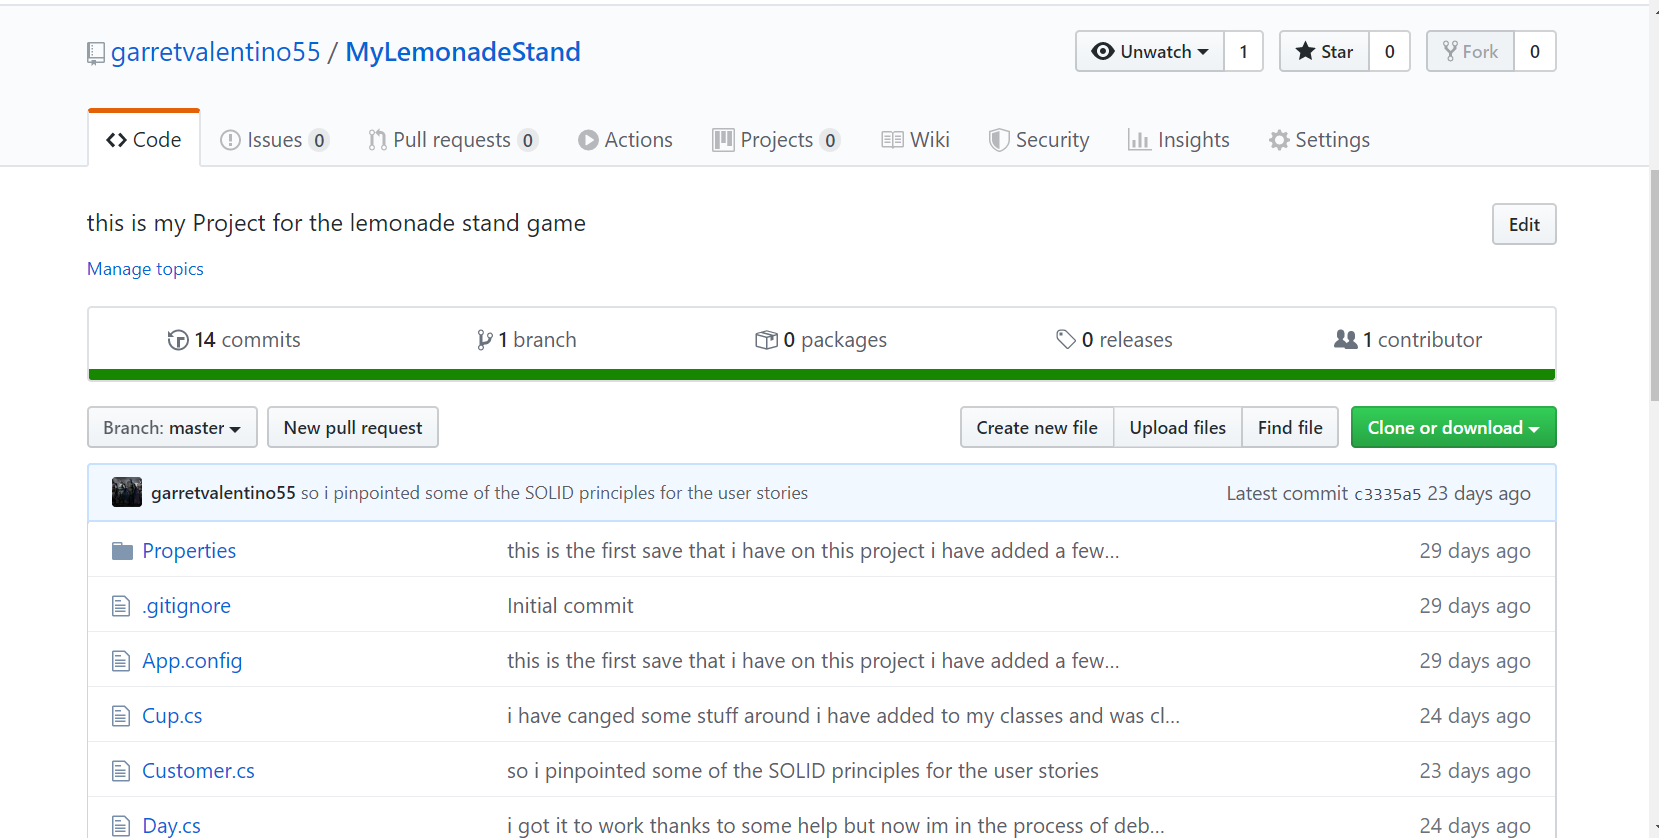 garretvalentino55 / MyLemonadeStand Unwatch 1 Star 0 Fork 0
Code Issues 0 Pull requests 0 Actions Projects 0 Wiki Security Insights Settings
this is my Project for the lemonade stand game Edit
Manage topics
14 commits 1 branch 0 packages 0 releases 1 contributor
Branch: master New pull request Create new file Upload files Find file Clone or download
garretvalentino55 so i pinpointed some of the SOLID principles for the user stories Latest commit c3335a5 23 days ago
Properties this is the first save that i have on this project i have added a few... 29 days ago
.gitignore Initial commit 29 days ago
App.config this is the first save that i have on this project i have added a few... 29 days ago
Cup.cs i have canged some stuff around i have added to my classes and was cl... 24 days ago
Customer.cs so i pinpointed some of the SOLID principles for the user stories 23 days ago
Day.cs i got it to work thanks to some help but now im in the process of deb... 24 days ago